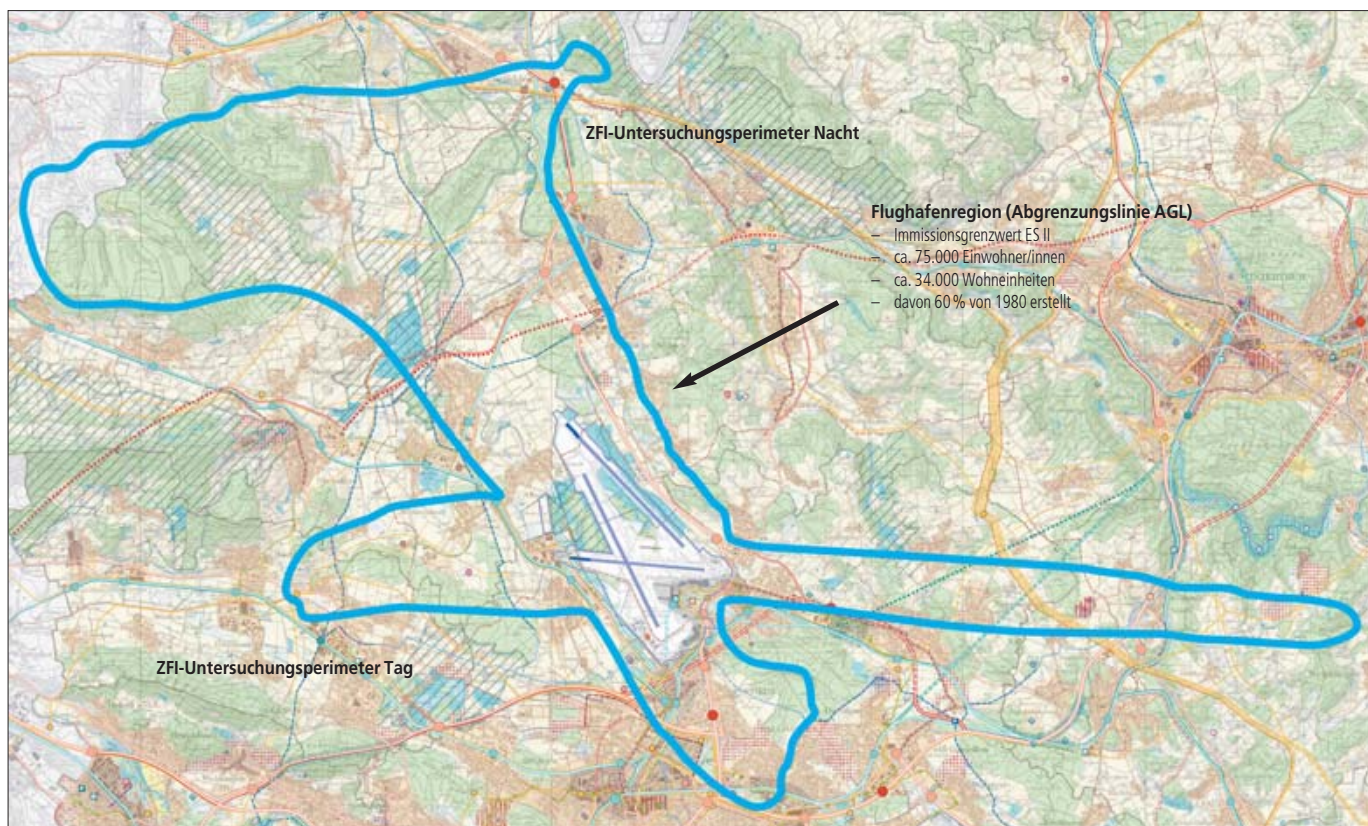 ZFI-Untersuchungsperimeter Nacht
Flughafenregion (Abgrenzungslinie AGL)
– Immissionsgrenzwert ES II
– ca. 75.000 Einwohner/innen
– ca. 34.000 Wohneinheiten
– davon 60 % von 1980 erstellt
ZFI-Untersuchungsperimeter Tag